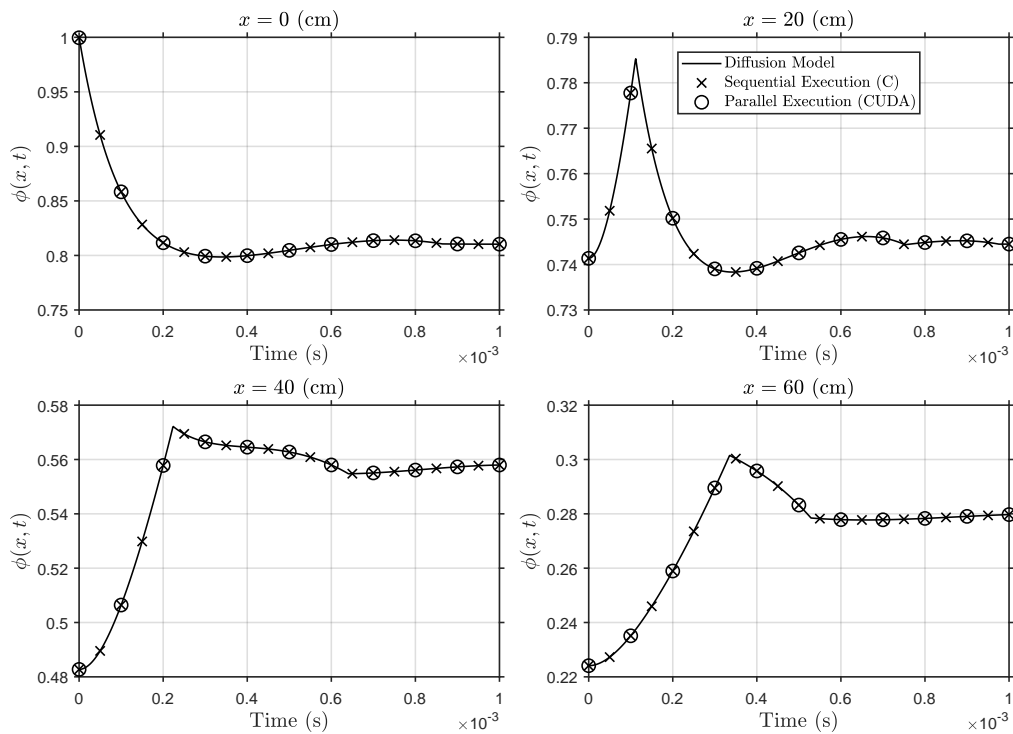 x = 0 (cm)
1
0.95
0.9
0.85
0.8
0.75
ϕ(x, t)
0 0.2 0.4 0.6 0.8 1
Time (s)
×10⁻³
x = 20 (cm)
0.79
0.78
0.77
0.76
0.75
0.74
0.73
ϕ(x, t)
Diffusion Model
Sequential Execution (C)
Parallel Execution (CUDA)
0 0.2 0.4 0.6 0.8 1
Time (s)
×10⁻³
x = 40 (cm)
0.58
0.56
0.54
0.52
0.5
0.48
ϕ(x, t)
0 0.2 0.4 0.6 0.8 1
Time (s)
×10⁻³
x = 60 (cm)
0.32
0.3
0.28
0.26
0.24
0.22
ϕ(x, t)
0 0.2 0.4 0.6 0.8 1
Time (s)
×10⁻³